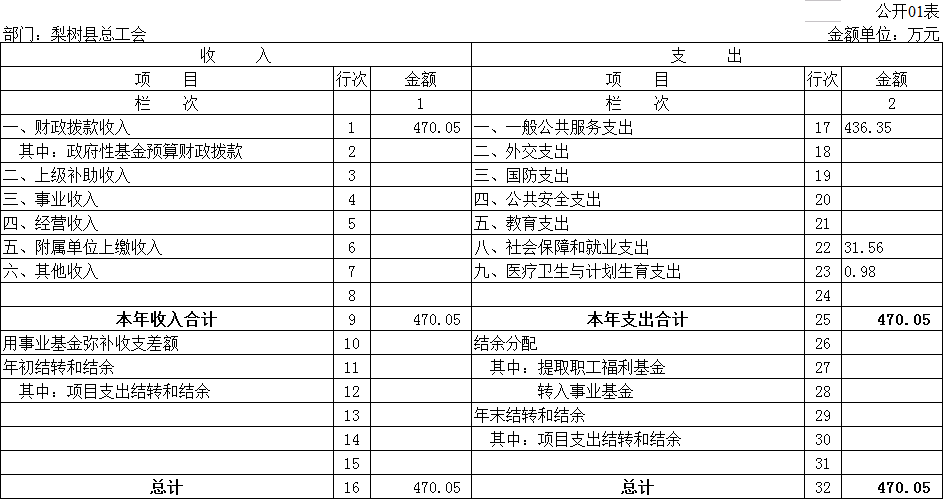 公开01表
部门：梨树县总工会 金额单位：万元
收 入 支 出
项 目 行次 金额 项 目 行次 金额
栏 次 1 栏 次 2
一、财政拨款收入 1 470.05 一、一般公共服务支出 17 436.35
其中：政府性基金预算财政拨款 2 二、外交支出 18
二、上级补助收入 3 三、国防支出 19
三、事业收入 4 四、公共安全支出 20
四、经营收入 5 五、教育支出 21
五、附属单位上缴收入 6 八、社会保障和就业支出 22 31.56
六、其他收入 7 九、医疗卫生与计划生育支出 23 0.98
8 24
本年收入合计 9 470.05 本年支出合计 25 470.05
用事业基金弥补收支差额 10 结余分配 26
年初结转和结余 11 其中：提取职工福利基金 27
其中：项目支出结转和结余 12 转入事业基金 28
13 年末结转和结余 29
14 其中：项目支出结转和结余 30
15 31
总计 16 470.05 总计 32 470.05